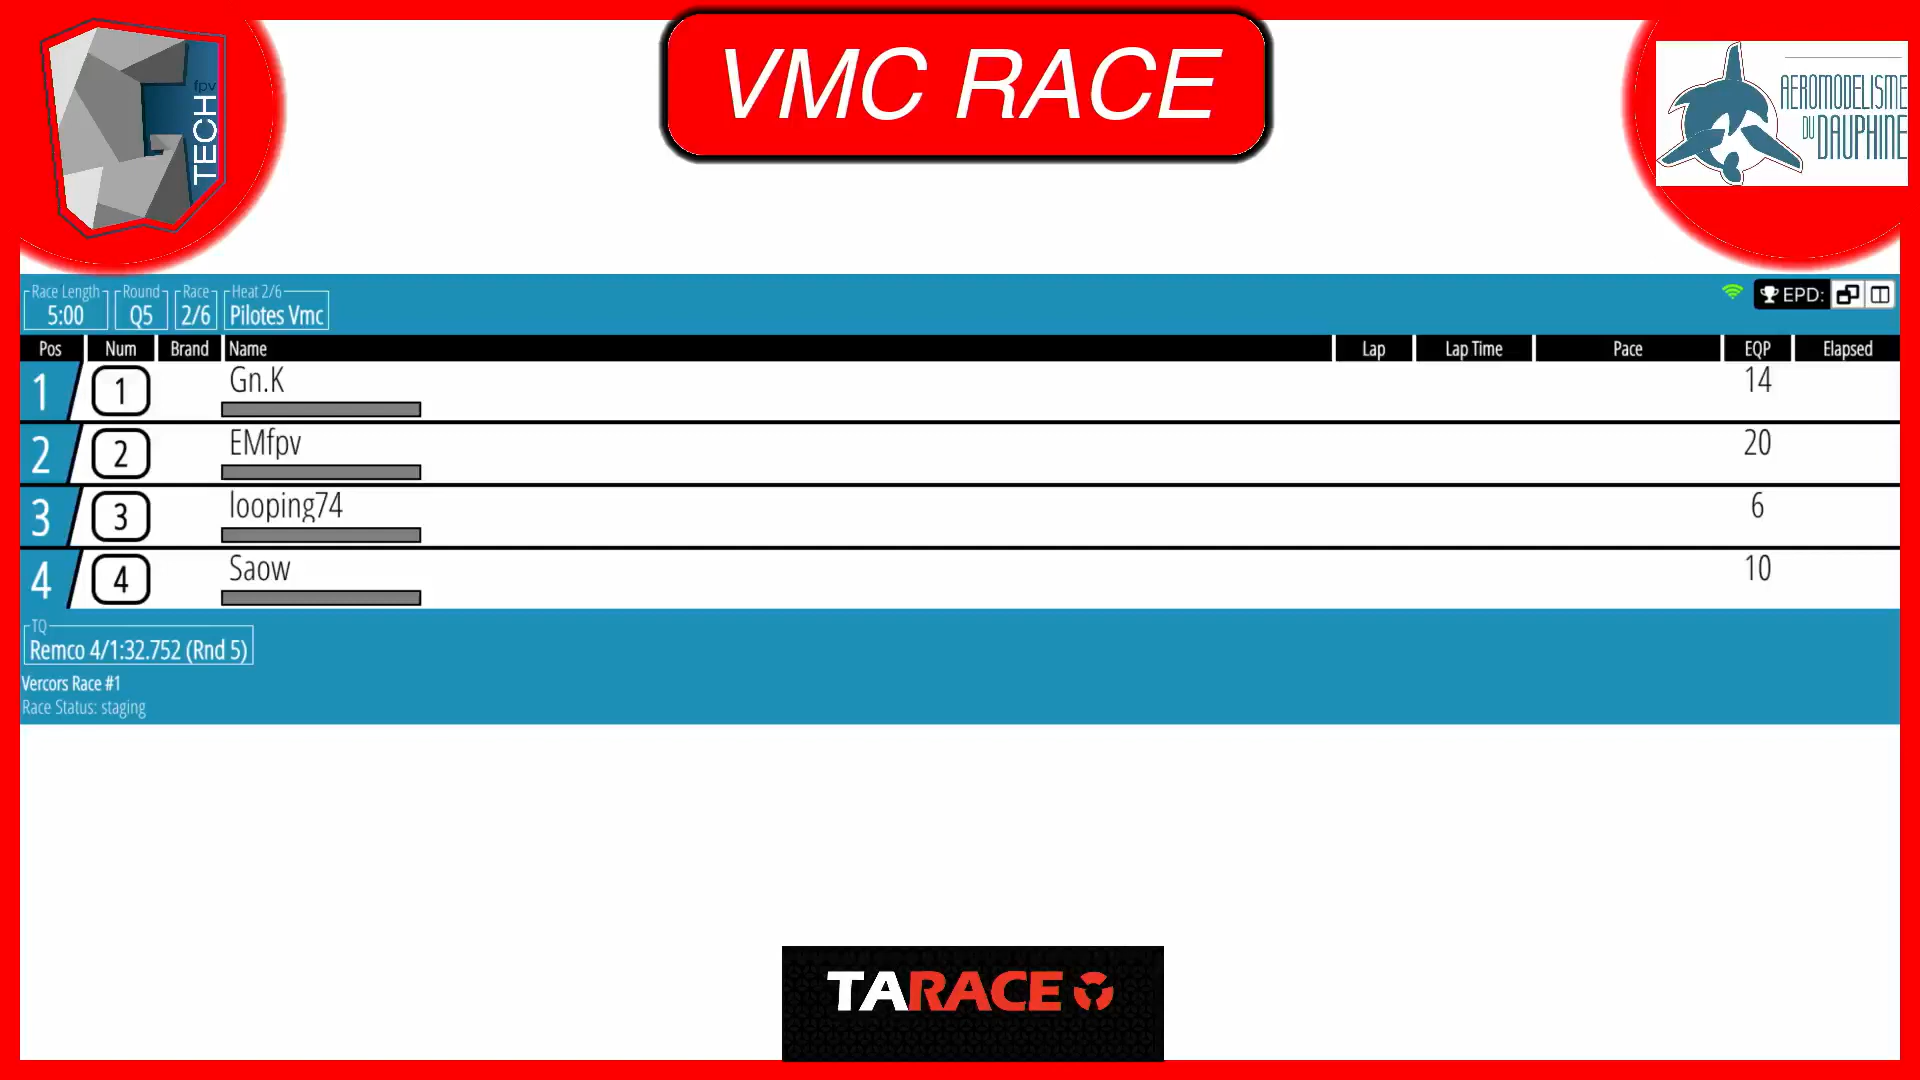 fpv
TECH
VMC RACE
AEROMODELISME
DU DAUPHINE
Race Length
5:00
Round
Q5
Race
2/6
Heat 2/6
Pilotes Vmc
EPD:
Pos Num Brand Name Lap Lap Time Pace EQP Elapsed
1 1 Gn.K 14
2 2 EMfpv 20
3 3 looping74 6
4 4 Saow 10
TQ
Remco 4/1:32.752 (Rnd 5)
Vercors Race #1
Race Status: staging
TARACE